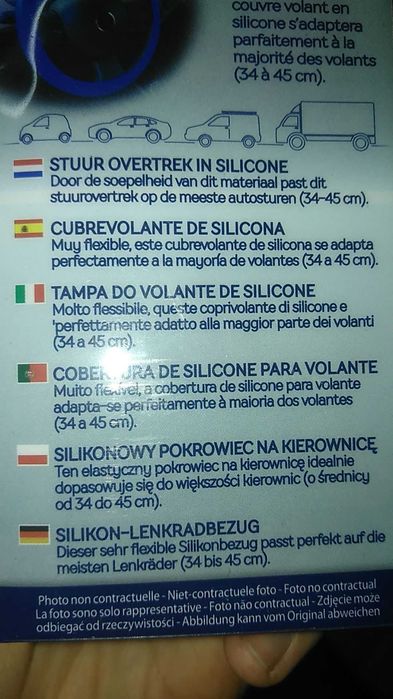 couvre volant en
silicone s'adaptera
parfaitement à la
majorité des volants
(34 à 45 cm).
STUUR OVERTREK IN SILICONE
Door de soepelheid van dit materiaal past dit
stuurovertrek op de meeste autosturen (34-45 cm).
CUBREVOLANTE DE SILICONA
Muy flexible, este cubrevolante de silicona se adapta
perfectamente a la mayoría de volantes (34 a 45 cm).
TAMPA DO VOLANTE DE SILICONE
Molto flessibile, queste coprivolante di silicone e
'perfettamente adatto alla maggior parte dei volanti
(34 a 45 cm).
COBERTURA DE SILICONE PARA VOLANTE
Muito flexível, a cobertura de silicone para volante
adapta-se perfeitamente à maioria dos volantes
(34 a 45 cm).
SILIKONOWY POKROWIEC NA KIEROWNICĘ
Ten elastyczny pokrowiec na kierownicę idealnie
dopasowuje się do większości kierownic (o średnicy
od 34 do 45 cm).
SILIKON-LENKRADBEZUG
Dieser sehr flexible Silikonbezug passt perfekt auf die
meisten Lenkräder (34 bis 45 cm).
Photo non contractuelle - Niet-contractuele foto - Foto no contractual
La foto sono solo rappresentative - Foto não contractual - Zdjęcie może
odbiegać od rzeczywistości - Abbildung kann vom Original abweichen